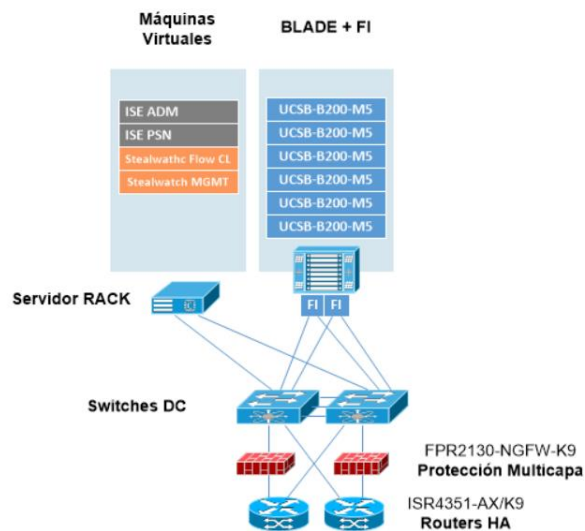 Máquinas
Virtuales
BLADE + FI
ISE ADM
ISE PSN
Stealwathc Flow CL
Stealwatch MGMT
UCSB-B200-M5
UCSB-B200-M5
UCSB-B200-M5
UCSB-B200-M5
UCSB-B200-M5
UCSB-B200-M5
FI
FI
Servidor RACK
Switches DC
FPR2130-NGFW-K9
Protección Multicapa
ISR4351-AX/K9
Routers HA